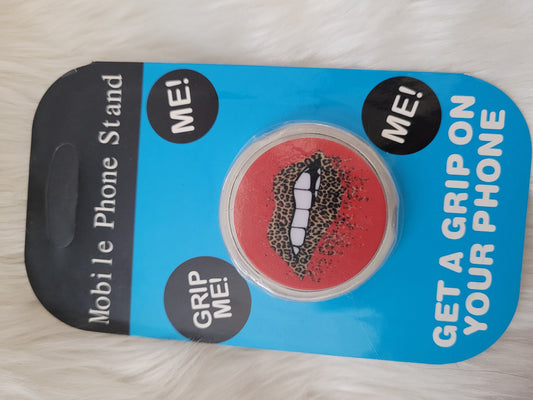 Mobile Phone Stand
GRIP
ME!
ME!
ME!
GET A GRIP ON
YOUR PHONE